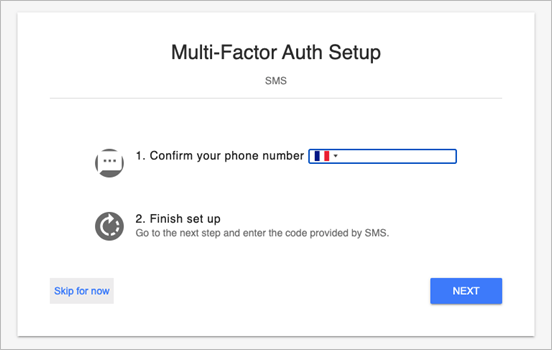 Multi-Factor Auth Setup
SMS
1. Confirm your phone number
2. Finish set up
Go to the next step and enter the code provided by SMS.
Skip for now
NEXT